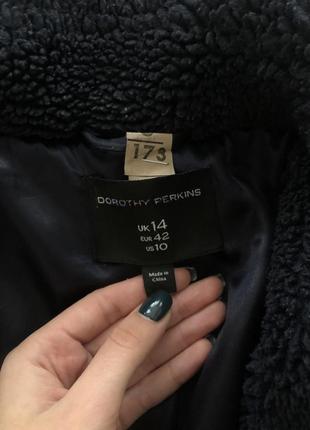 173
DOROTHY PERKINS
UK 14
EUR 42
US 10
Made in
China